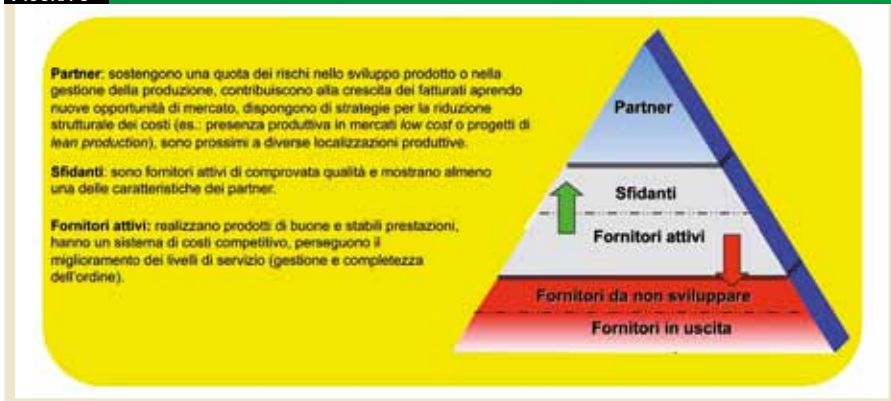 Partner: sostengono una quota dei rischi nello sviluppo prodotto o nella
gestione della produzione, contribuiscono alla crescita dei fatturati aprendo
nuove opportunità di mercato, dispongono di strategie per la riduzione
strutturale dei costi (es.: presenza produttiva in mercati low cost o progetti di
lean production), sono prossimi a diverse localizzazioni produttive.
Sfidanti: sono fornitori attivi di comprovata qualità e mostrano almeno
una delle caratteristiche dei partner.
Fornitori attivi: realizzano prodotti di buone e stabili prestazioni,
hanno un sistema di costi competitivo, perseguono il
miglioramento dei livelli di servizio (gestione e completezza
dell'ordine).
Partner
Sfidanti
Fornitori attivi
Fornitori da non sviluppare
Fornitori in uscita